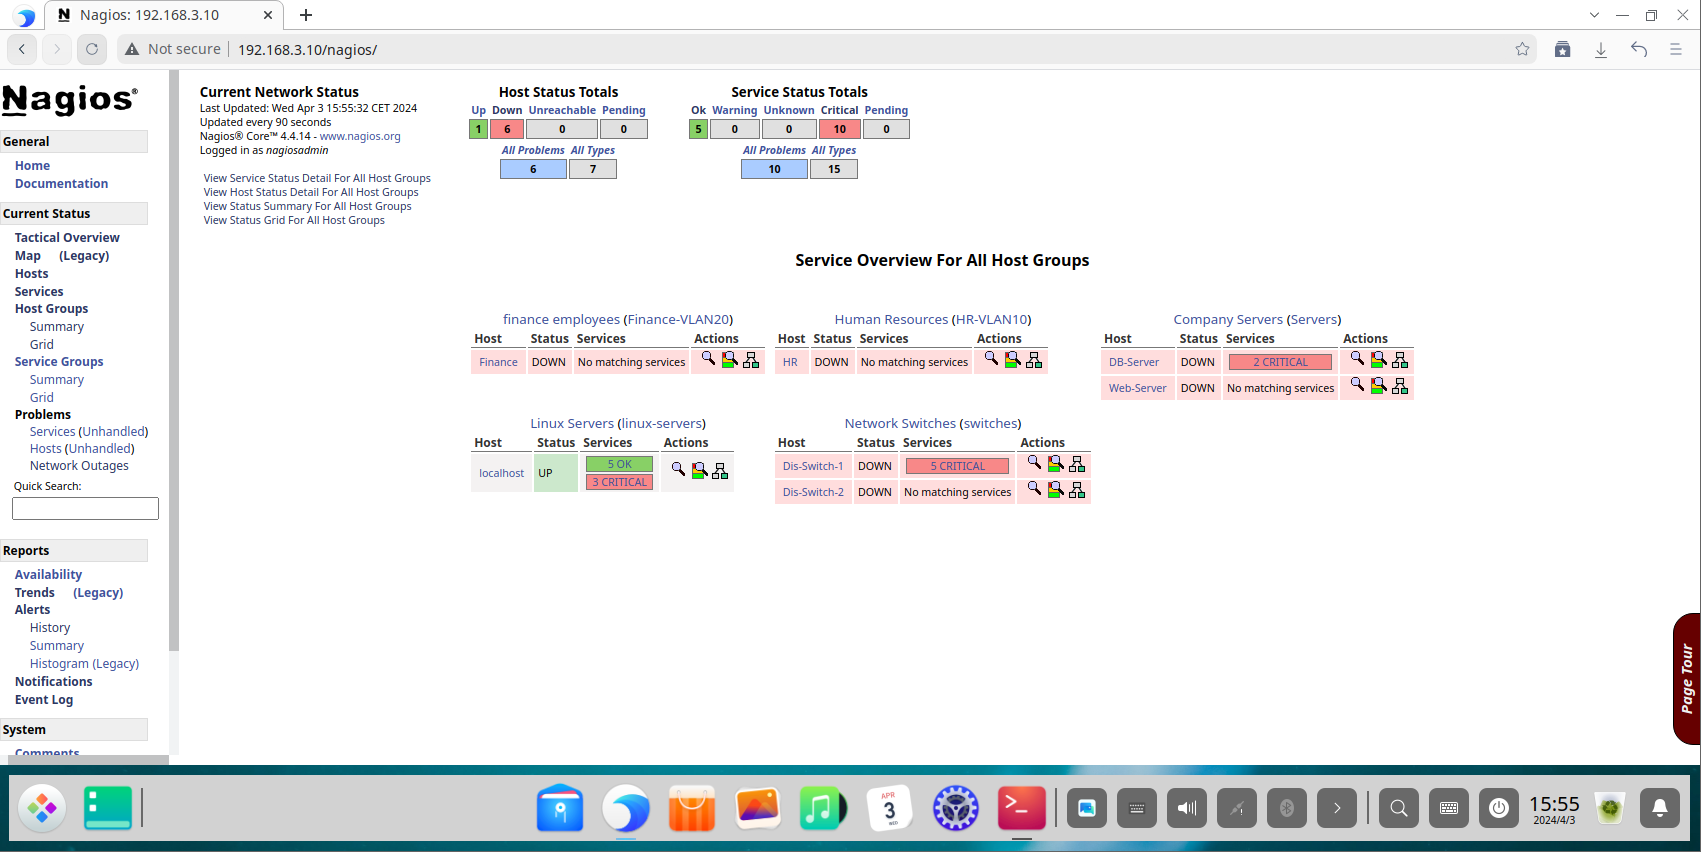 Nagios: 192.168.3.10
Not secure 192.168.3.10/nagios/
Nagios®
General
Home
Documentation
Current Status
Tactical Overview
Map (Legacy)
Hosts
Services
Host Groups
Summary
Grid
Service Groups
Summary
Grid
Problems
Services (Unhandled)
Hosts (Unhandled)
Network Outages
Quick Search:
Reports
Availability
Trends (Legacy)
Alerts
History
Summary
Histogram (Legacy)
Notifications
Event Log
System
Comments
Current Network Status
Last Updated: Wed Apr 3 15:55:32 CET 2024
Updated every 90 seconds
Nagios® Core™ 4.4.14 - www.nagios.org
Logged in as nagiosadmin
View Service Status Detail For All Host Groups
View Host Status Detail For All Host Groups
View Status Summary For All Host Groups
View Status Grid For All Host Groups
Host Status Totals
Up Down Unreachable Pending
1 6 0 0
All Problems All Types
6 7
Service Status Totals
Ok Warning Unknown Critical Pending
5 0 0 10 0
All Problems All Types
10 15
Service Overview For All Host Groups
finance employees (Finance-VLAN20)
Host Status Services Actions
Finance DOWN No matching services
Human Resources (HR-VLAN10)
Host Status Services Actions
HR DOWN No matching services
Company Servers (Servers)
Host Status Services Actions
DB-Server DOWN 2 CRITICAL
Web-Server DOWN No matching services
Linux Servers (linux-servers)
Host Status Services Actions
localhost UP 5 OK
3 CRITICAL
Network Switches (switches)
Host Status Services Actions
Dis-Switch-1 DOWN 5 CRITICAL
Dis-Switch-2 DOWN No matching services
Page Tour
APR
3
WED
15:55
2024/4/3